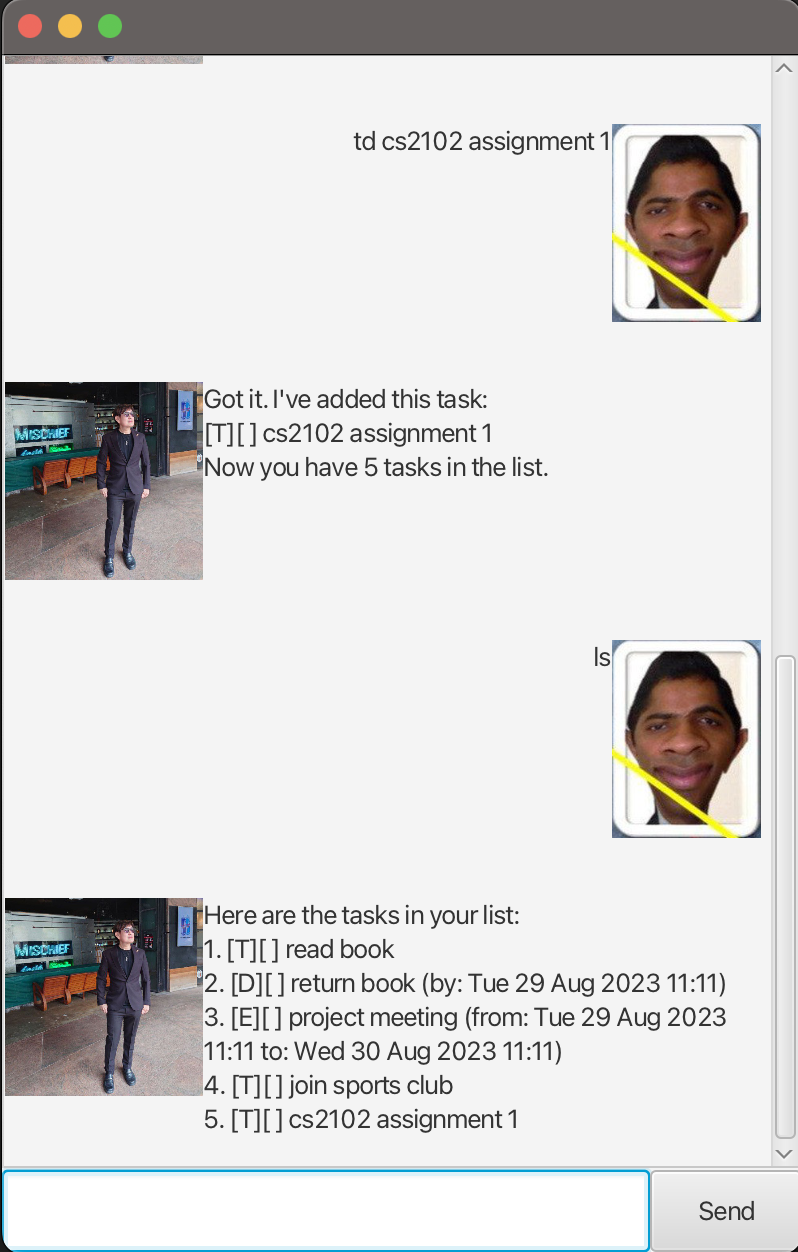 td cs2102 assignment 1
MISCHIEF
Got it. I've added this task:
[T][ ] cs2102 assignment 1
Now you have 5 tasks in the list.
ls
MISCHIEF
Here are the tasks in your list:
1. [T][ ] read book
2. [D][ ] return book (by: Tue 29 Aug 2023 11:11)
3. [E][ ] project meeting (from: Tue 29 Aug 2023
11:11 to: Wed 30 Aug 2023 11:11)
4. [T][ ] join sports club
5. [T][ ] cs2102 assignment 1
Send